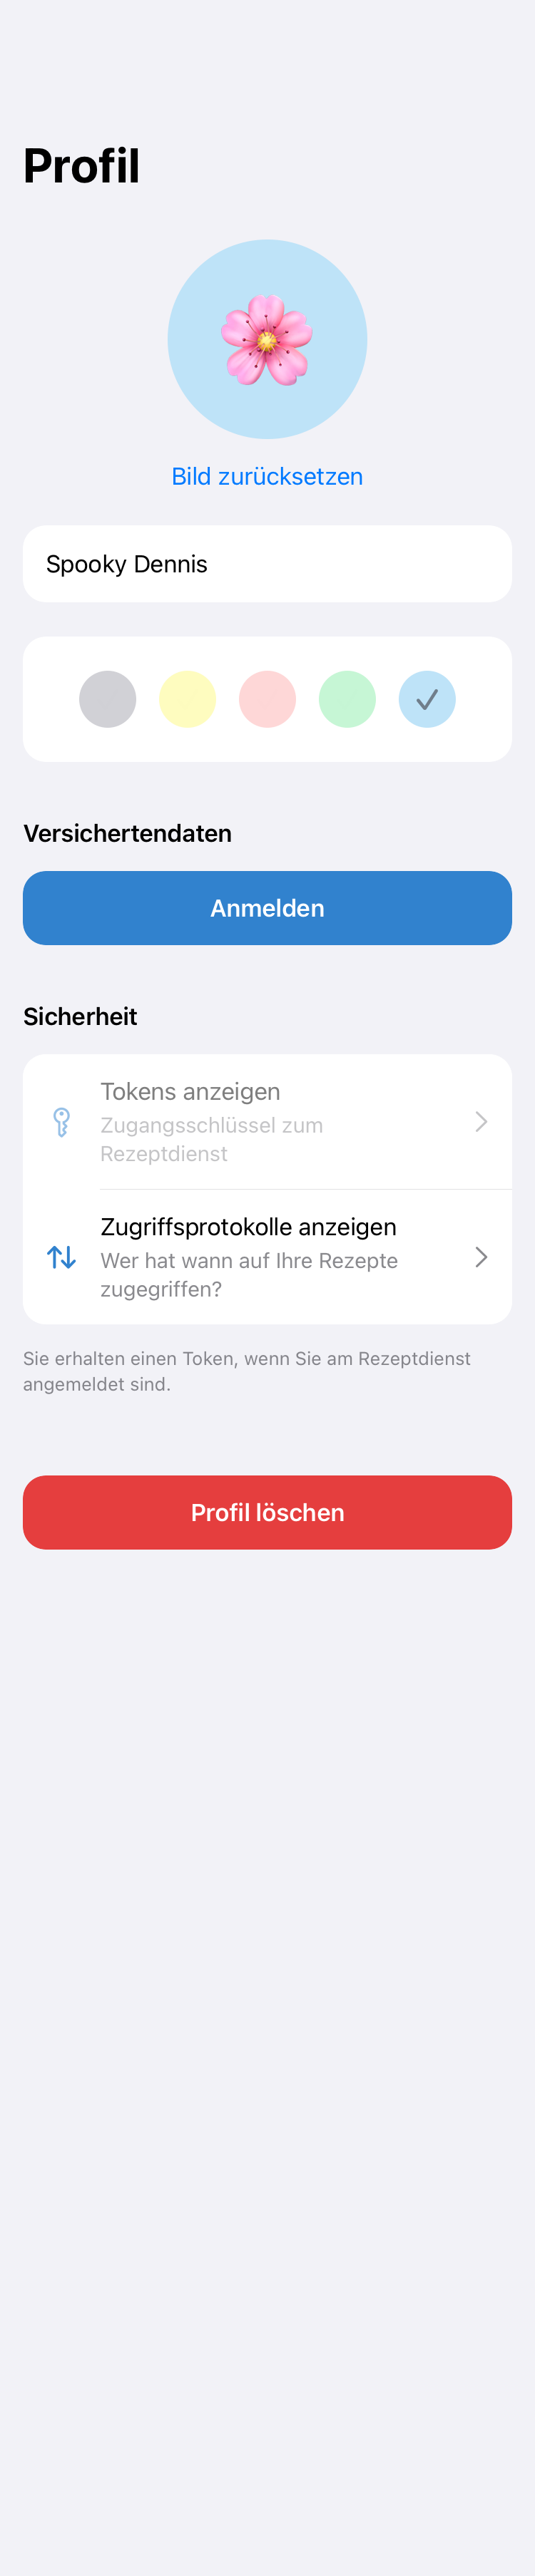 Profil
Bild zurücksetzen
Spooky Dennis
Versichertendaten
Anmelden
Sicherheit
Tokens anzeigen
Zugangsschlüssel zum
Rezeptdienst
Zugriffsprotokolle anzeigen
Wer hat wann auf Ihre Rezepte
zugegriffen?
Sie erhalten einen Token, wenn Sie am Rezeptdienst
angemeldet sind.
Profil löschen